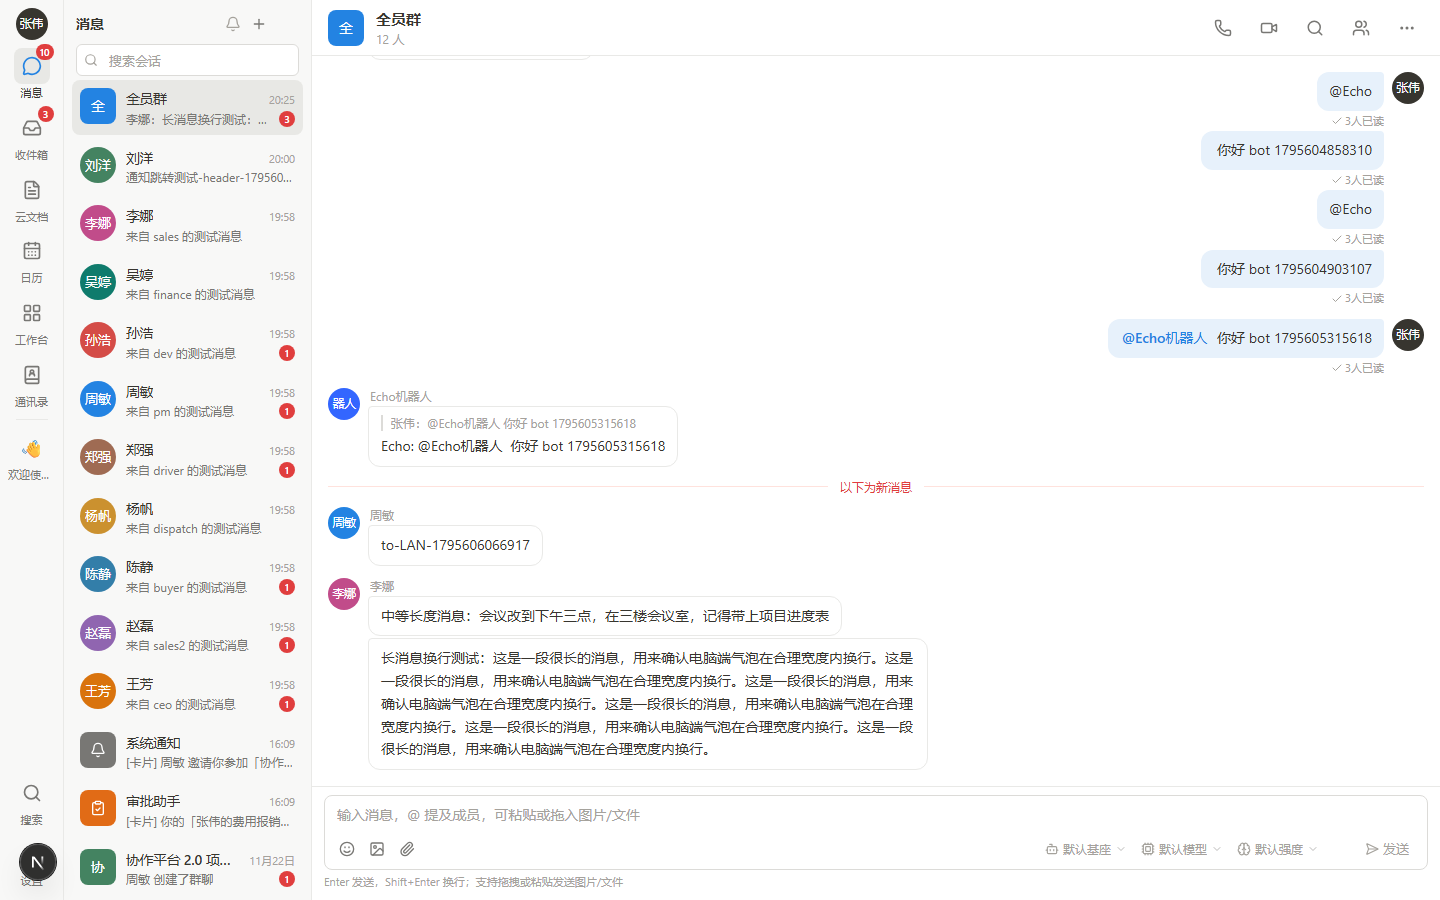 张伟
10
消息
3
收件箱
云文档
日历
工作台
通讯录
欢迎使...
搜索
N
消息
搜索会话
全
全员群
20:25
李娜：长消息换行测试：...
3
刘洋
刘洋
20:00
通知跳转测试-header-179560...
李娜
李娜
19:58
来自 sales 的测试消息
吴婷
吴婷
19:58
来自 finance 的测试消息
孙浩
孙浩
19:58
来自 dev 的测试消息
1
周敏
周敏
19:58
来自 pm 的测试消息
1
郑强
郑强
19:58
来自 driver 的测试消息
1
杨帆
杨帆
19:58
来自 dispatch 的测试消息
陈静
陈静
19:58
来自 buyer 的测试消息
1
赵磊
赵磊
19:58
来自 sales2 的测试消息
1
王芳
王芳
19:58
来自 ceo 的测试消息
1
系统通知
16:09
[卡片] 周敏 邀请你参加「协作...
审批助手
16:09
[卡片] 你的「张伟的费用报销...
协
协作平台 2.0 项...
11月22日
周敏 创建了群聊
1
全
全员群
12 人
@Echo
张伟
3人已读
你好 bot 1795604858310
3人已读
@Echo
3人已读
你好 bot 1795604903107
3人已读
@Echo机器人 你好 bot 1795605315618
张伟
3人已读
器人
Echo机器人
张伟：@Echo机器人 你好 bot 1795605315618
Echo: @Echo机器人 你好 bot 1795605315618
以下为新消息
周敏
周敏
to-LAN-1795606066917
李娜
李娜
中等长度消息：会议改到下午三点，在三楼会议室，记得带上项目进度表
长消息换行测试：这是一段很长的消息，用来确认电脑端气泡在合理宽度内换行。这是
一段很长的消息，用来确认电脑端气泡在合理宽度内换行。这是一段很长的消息，用来
确认电脑端气泡在合理宽度内换行。这是一段很长的消息，用来确认电脑端气泡在合理
宽度内换行。这是一段很长的消息，用来确认电脑端气泡在合理宽度内换行。这是一段
很长的消息，用来确认电脑端气泡在合理宽度内换行。
输入消息，@ 提及成员，可粘贴或拖入图片/文件
默认基座
默认模型
默认强度
发送
Enter 发送，Shift+Enter 换行；支持拖拽或粘贴发送图片/文件